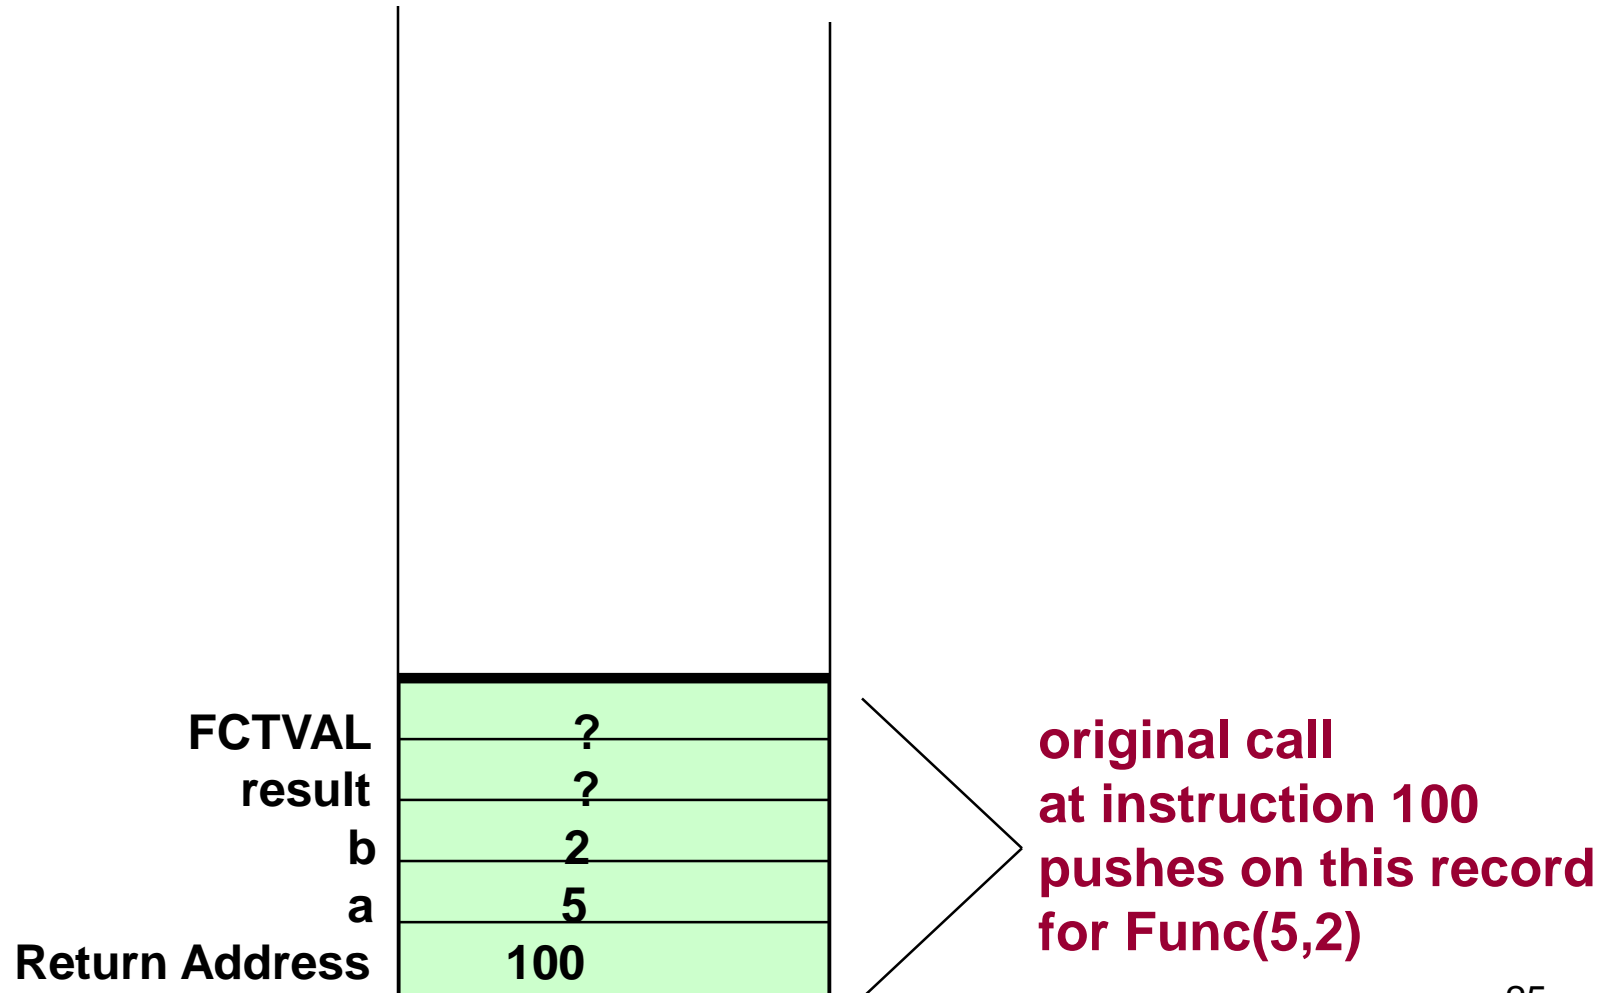 FCTVAL ?
result ?
b 2
a 5
Return Address 100
original call
at instruction 100
pushes on this record
for Func(5,2)